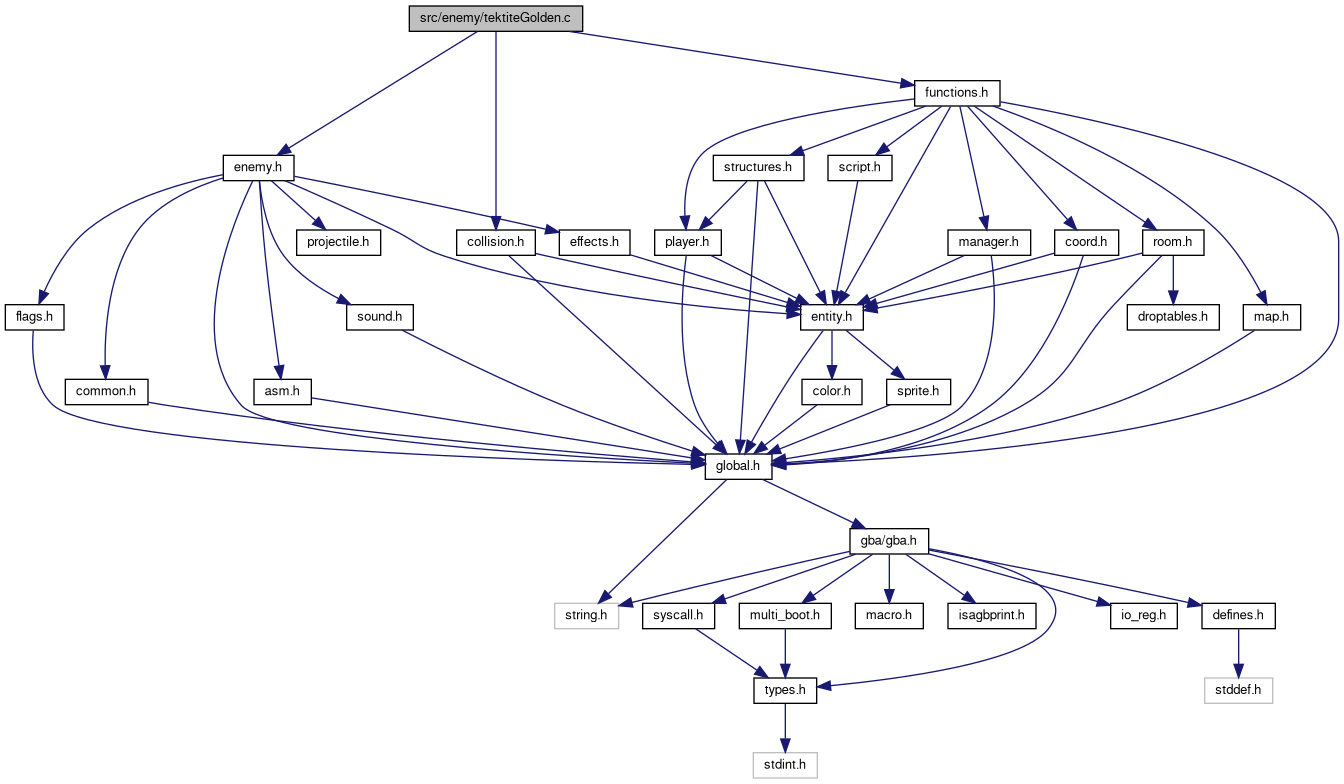 src/enemy/tektiteGolden.c
functions.h
enemy.h
structures.h
script.h
projectile.h
collision.h
effects.h
player.h
manager.h
coord.h
room.h
flags.h
sound.h
entity.h
droptables.h
map.h
common.h
asm.h
color.h
sprite.h
global.h
gba/gba.h
string.h
syscall.h
multi_boot.h
macro.h
isagbprint.h
io_reg.h
defines.h
types.h
stddef.h
stdint.h